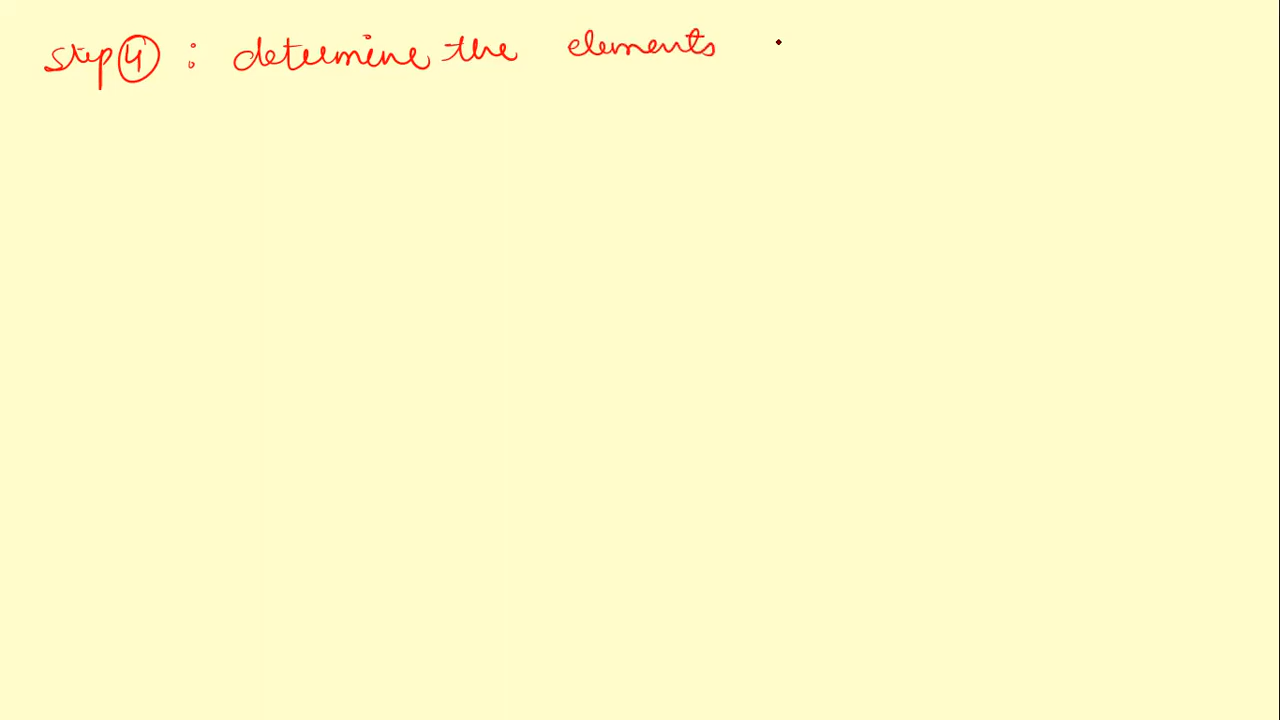 step ④ : determine the elements